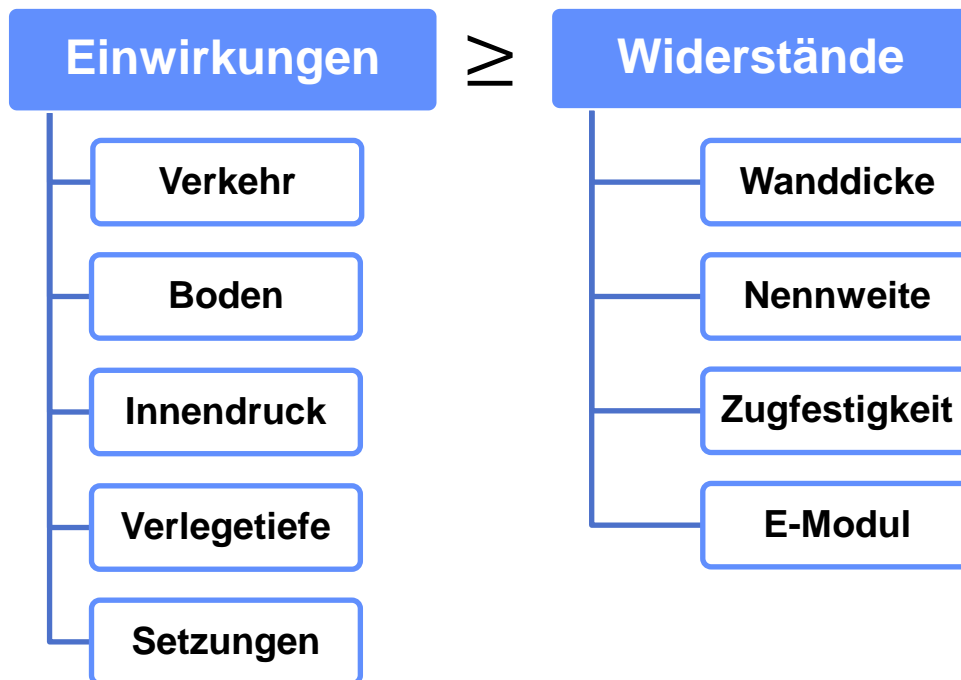 Einwirkungen
≥
Widerstände
Verkehr
Boden
Innendruck
Verlegetiefe
Setzungen
Wanddicke
Nennweite
Zugfestigkeit
E-Modul